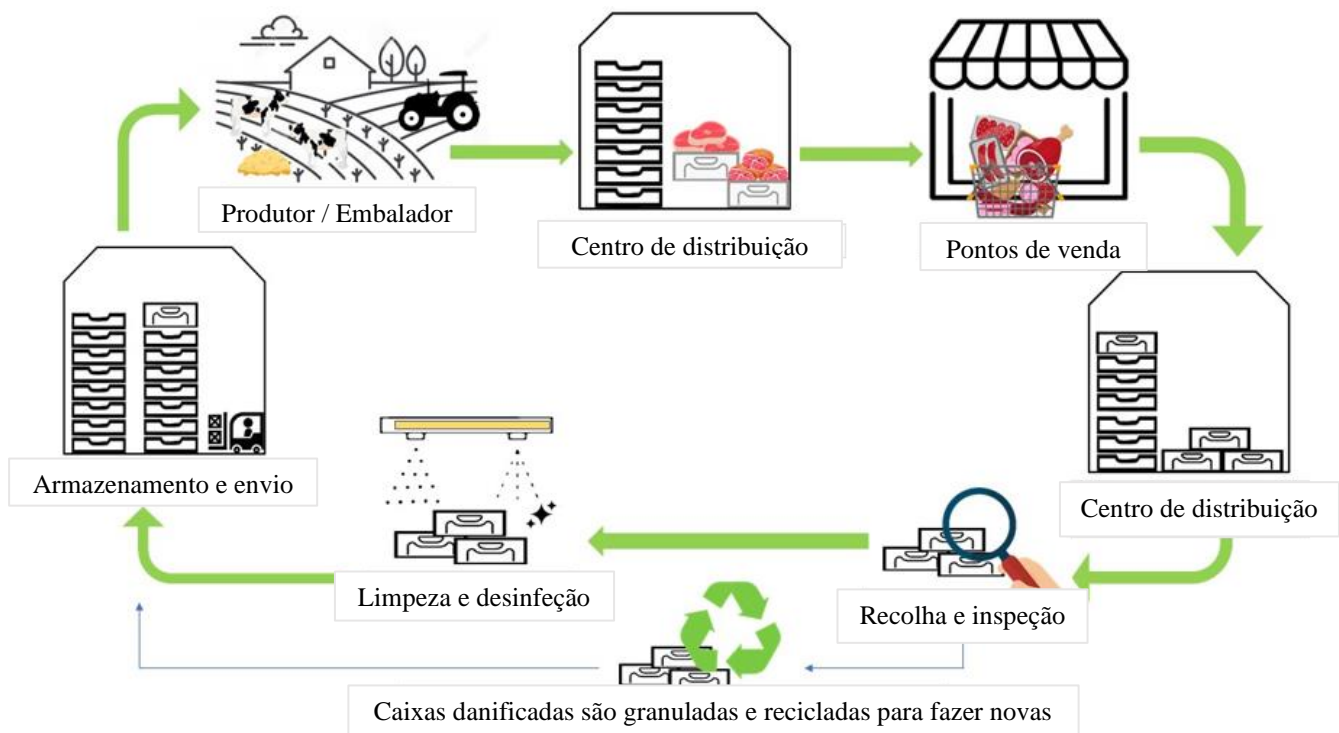 Produtor / Embalador
Centro de distribuição
Pontos de venda
Centro de distribuição
Armazenamento e envio
Limpeza e desinfeção
Recolha e inspeção
Caixas danificadas são granuladas e recicladas para fazer novas